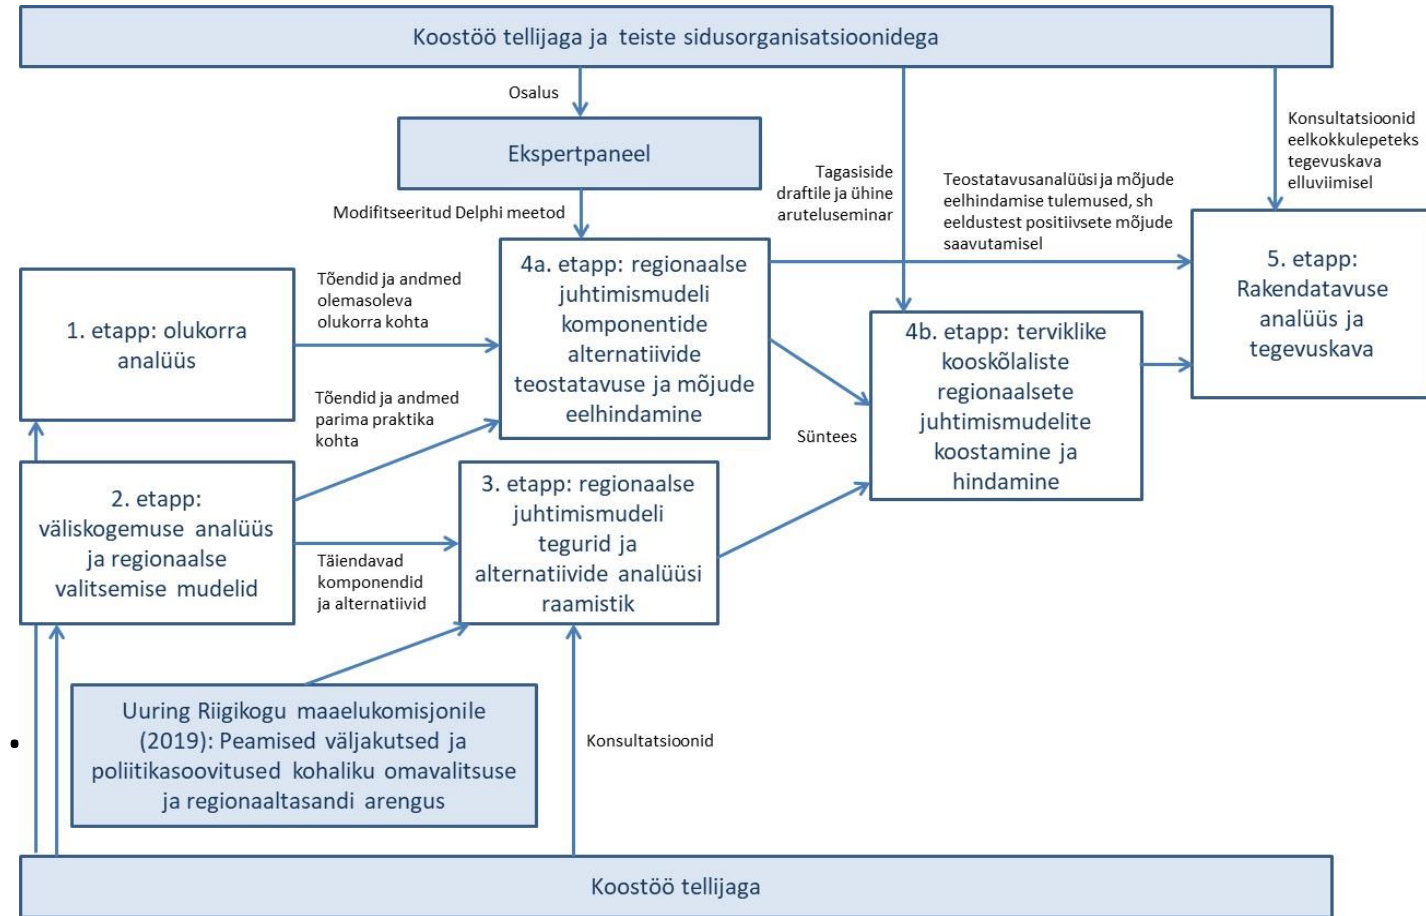 Koostöö tellijaga ja teiste sidusorganisatsioonidega
Osalus
Ekspertpaneel
Modifitseeritud Delphi meetod
Tagasiside
draftile ja ühine
aruteluseminar
Teostatavusanalüüsi ja mõjude
eelhindamise tulemused, sh
eeldustest positiivsete mõjude
saavutamisel
Konsultatsioonid
eelkokkulepeteks
tegevuskava
elluviimisel
1. etapp: olukorra
analüüs
Tõendid ja andmed
olemasoleva
olukorra kohta
4a. etapp: regionaalse
juhtimismudeli
komponentide
alternatiivide
teostatavuse ja mõjude
eelhindamine
5. etapp:
Rakendatavuse
analüüs ja
tegevuskava
4b. etapp: terviklike
kooskõlaliste
regionaalsete
juhtimismudelite
koostamine ja
hindamine
Tõendid ja andmed
parima praktika
kohta
Süntees
2. etapp:
väliskogemuse analüüs
ja regionaalse
valitsemise mudelid
Täiendavad
komponendid
ja alternatiivid
3. etapp: regionaalse
juhtimismudeli
tegurid ja
alternatiivide analüüsi
raamistik
Uuring Riigikogu maaelukomisjonile
(2019): Peamised väljakutsed ja
poliitikasoovitused kohaliku omavalitsuse
ja regionaaltasandi arengus
Konsultatsioonid
Koostöö tellijaga